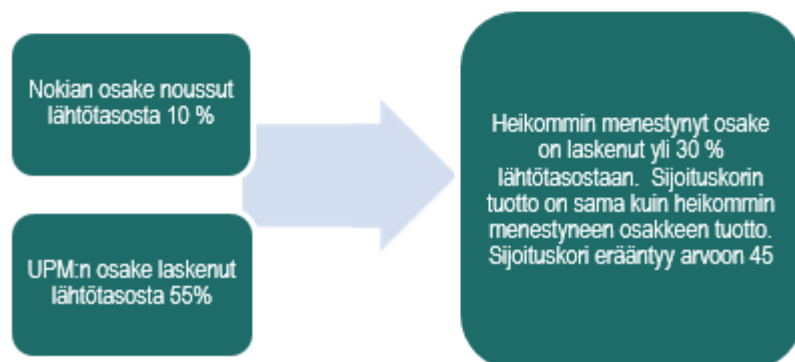 Nokian osake noussut
lähtötasosta 10 %
UPM:n osake laskenut
lähtötasosta 55%
Heikommin menestynyt osake
on laskenut yli 30 %
lähtötasostaan. Sijoituskorin
tuotto on sama kuin heikommin
menestyneen osakkeen tuotto.
Sijoituskori erääntyy arvoon 45